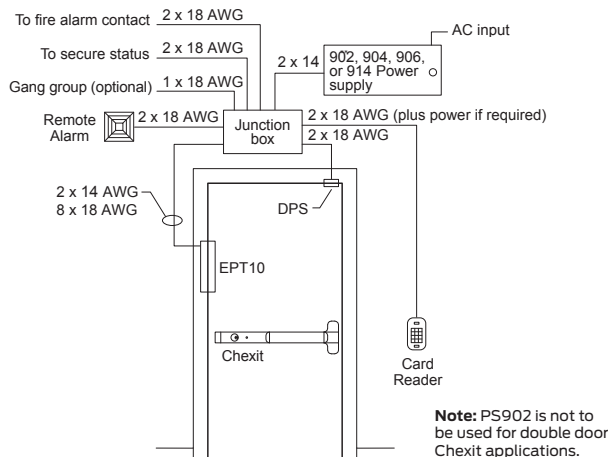 To fire alarm contact
2 x 18 AWG
To secure status
2 x 18 AWG
Gang group (optional)
1 x 18 AWG
Remote
Alarm
2 x 18 AWG
Junction
box
2 x 14
902, 904, 906,
or 914 Power
supply
AC input
2 x 18 AWG (plus power if required)
2 x 18 AWG
2 x 14 AWG
8 x 18 AWG
DPS
EPT10
Chexit
Card
Reader
Note: PS902 is not to
be used for double door
Chexit applications.